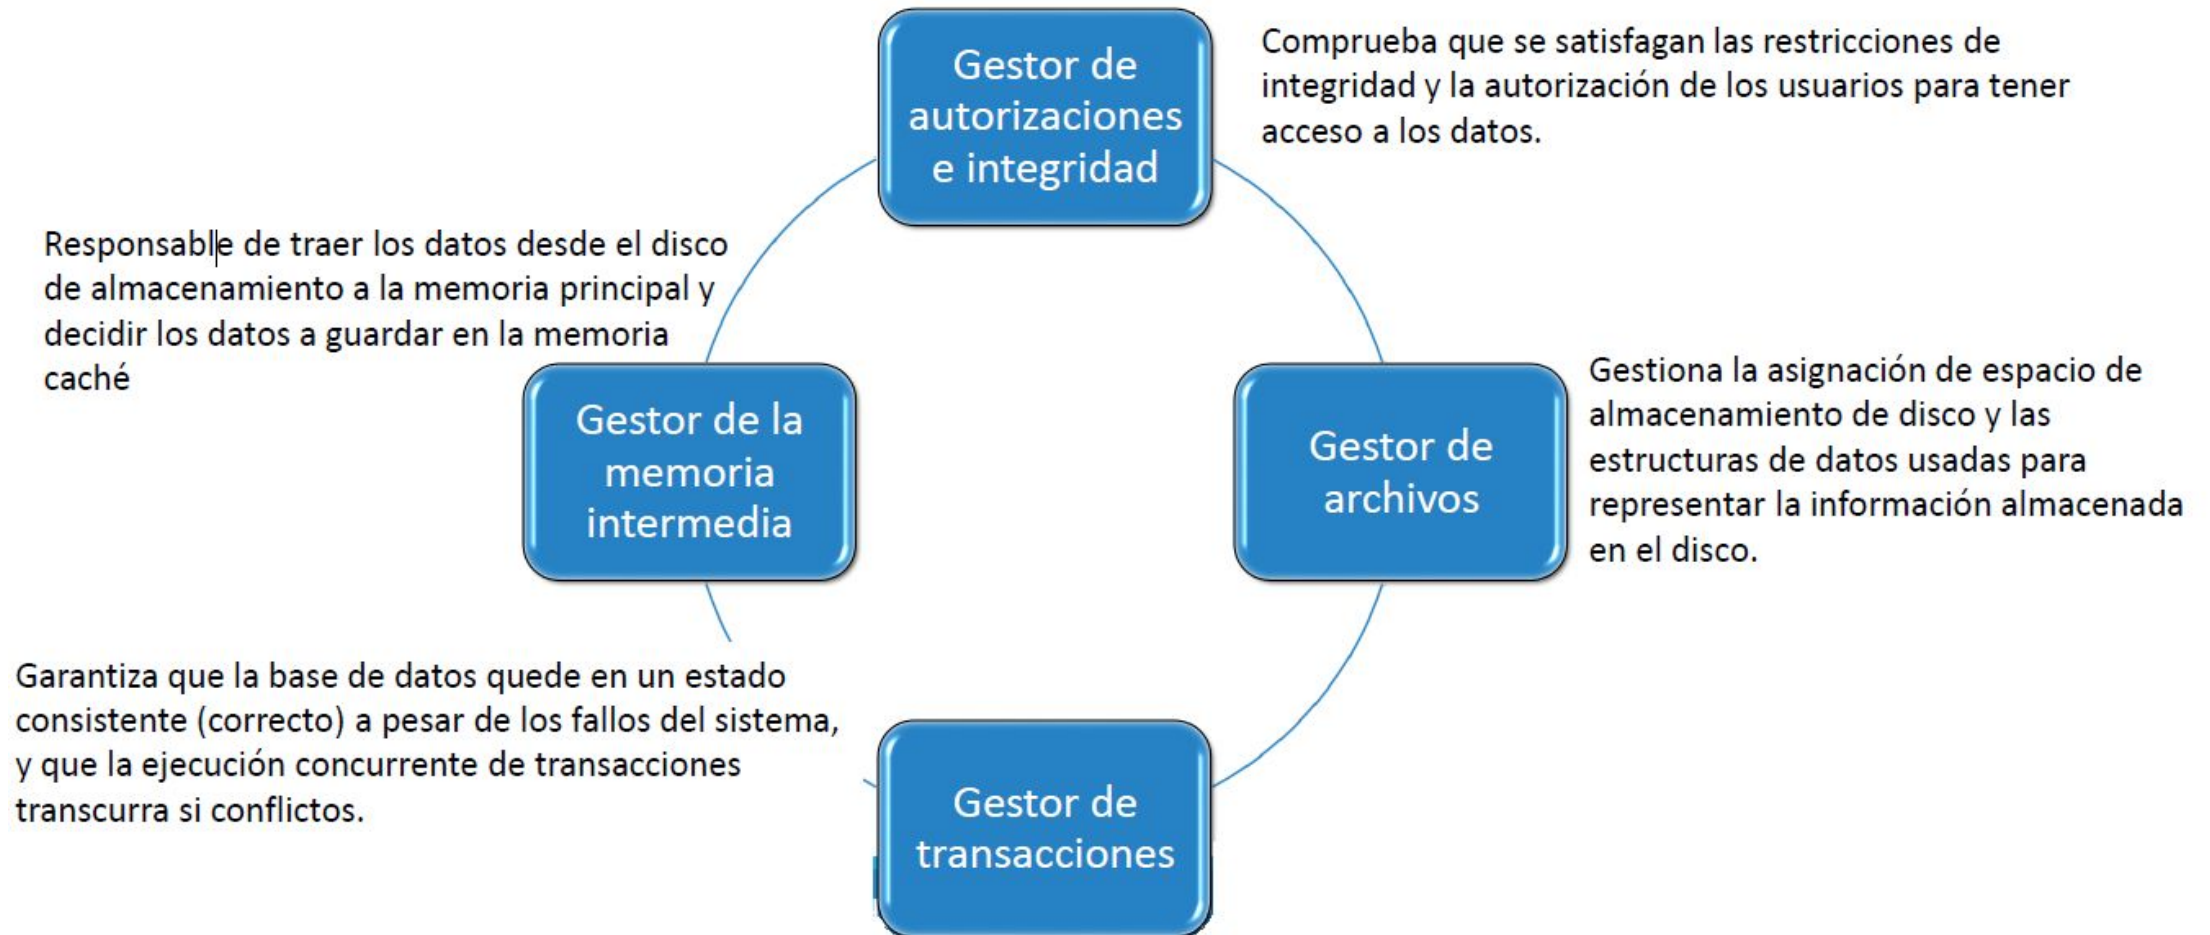 Gestor de
autorizaciones
e integridad
Comprueba que se satisfagan las restricciones de
integridad y la autorización de los usuarios para tener
acceso a los datos.
Responsable de traer los datos desde el disco
de almacenamiento a la memoria principal y
decidir los datos a guardar en la memoria
caché
Gestor de la
memoria
intermedia
Gestor de
archivos
Gestiona la asignación de espacio de
almacenamiento de disco y las
estructuras de datos usadas para
representar la información almacenada
en el disco.
Garantiza que la base de datos quede en un estado
consistente (correcto) a pesar de los fallos del sistema,
y que la ejecución concurrente de transacciones
transcurra si conflictos.
Gestor de
transacciones